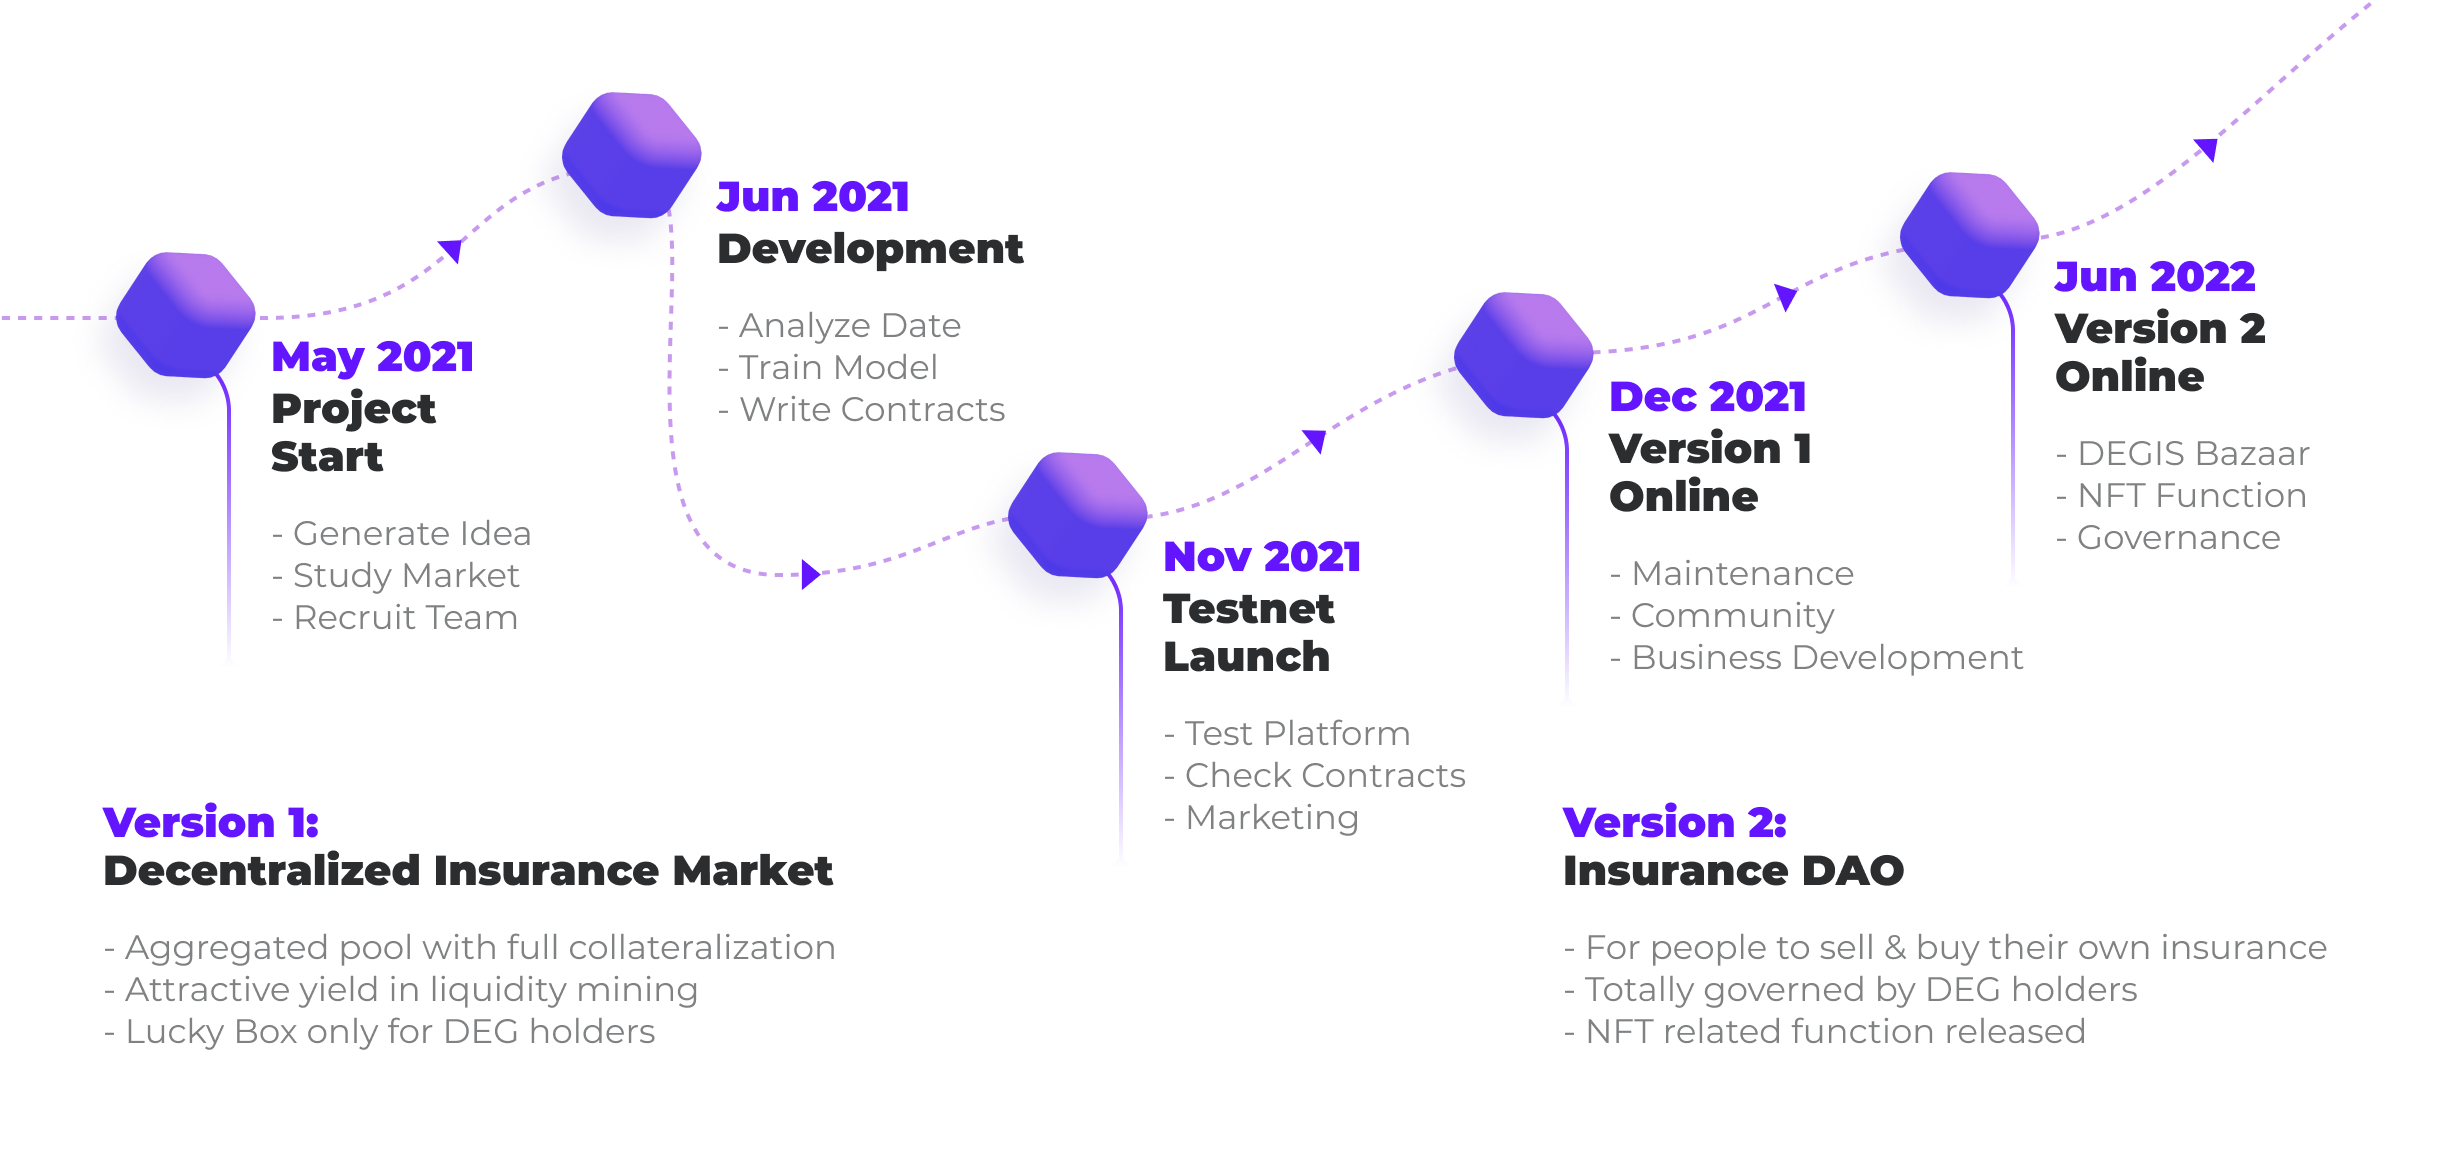 May 2021
Project
Start
- Generate Idea
- Study Market
- Recruit Team
Jun 2021
Development
- Analyze Date
- Train Model
- Write Contracts
Nov 2021
Testnet
Launch
- Test Platform
- Check Contracts
- Marketing
Dec 2021
Version 1
Online
- Maintenance
- Community
- Business Development
Jun 2022
Version 2
Online
- DEGIS Bazaar
- NFT Function
- Governance
Version 1:
Decentralized Insurance Market
- Aggregated pool with full collateralization
- Attractive yield in liquidity mining
- Lucky Box only for DEG holders
Version 2:
Insurance DAO
- For people to sell & buy their own insurance
- Totally governed by DEG holders
- NFT related function released